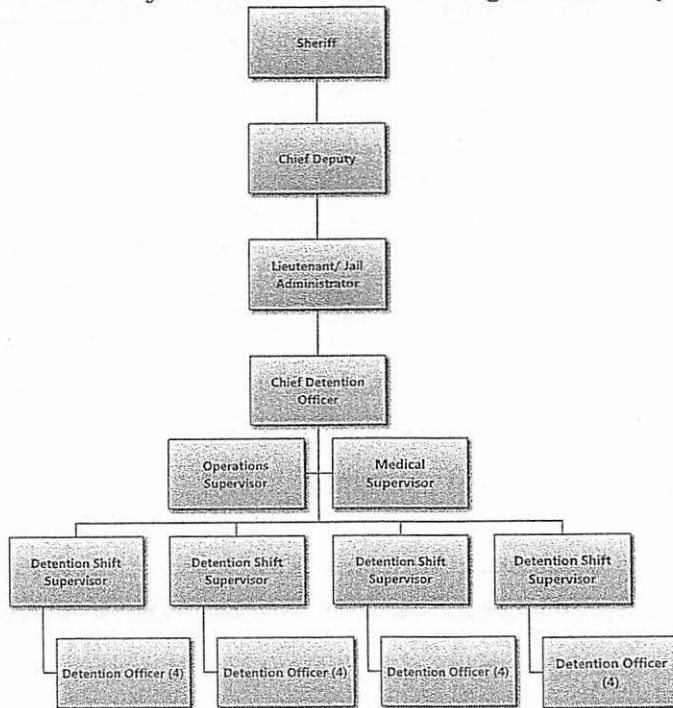 Sheriff
Chief Deputy
Lieutenant/ Jail
Administrator
Chief Detention
Officer
Operations
Supervisor
Medical
Supervisor
Detention Shift
Supervisor
Detention Shift
Supervisor
Detention Shift
Supervisor
Detention Shift
Supervisor
Detention Officer (4)
Detention Officer (4)
Detention Officer (4)
Detention Officer
(4)